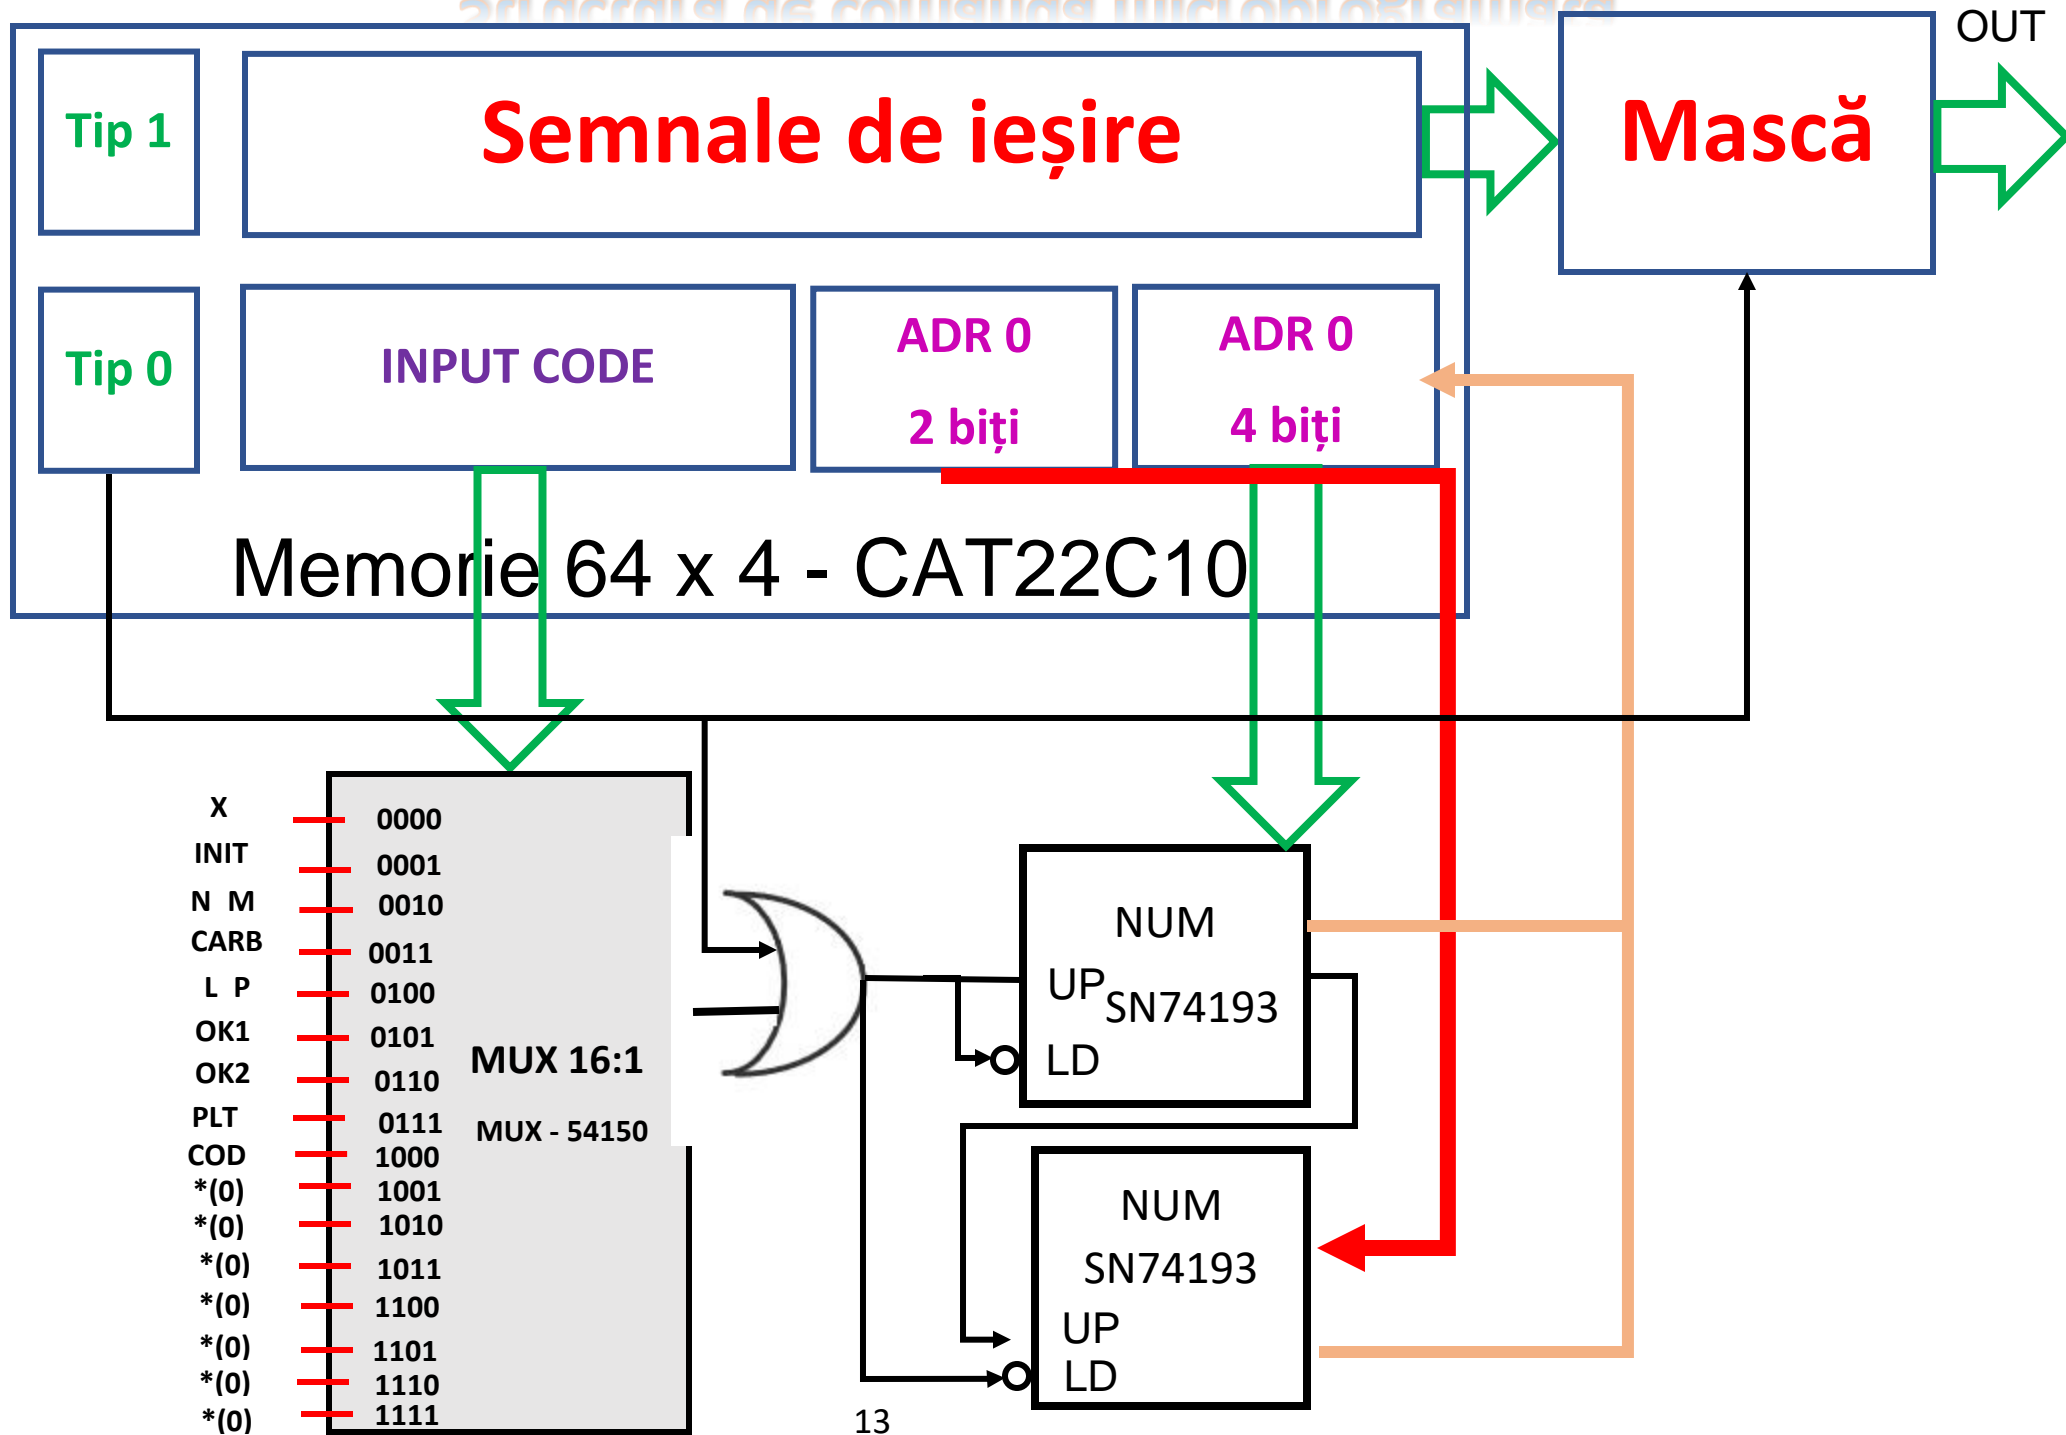 OUT
Tip 1
Semnale de ieșire
Mască
Tip 0
INPUT CODE
ADR 0
2 biți
ADR 0
4 biți
Memorie 64 x 4 - CAT22C10
X
0000
INIT
0001
N M
0010
CARB
0011
L P
0100
OK1
0101
OK2
0110
PLT
0111
COD
1000
*(0)
1001
*(0)
1010
*(0)
1011
*(0)
1100
*(0)
1101
*(0)
1110
*(0)
1111
MUX 16:1
MUX - 54150
NUM
UP
SN74193
LD
NUM
SN74193
UP
LD
13